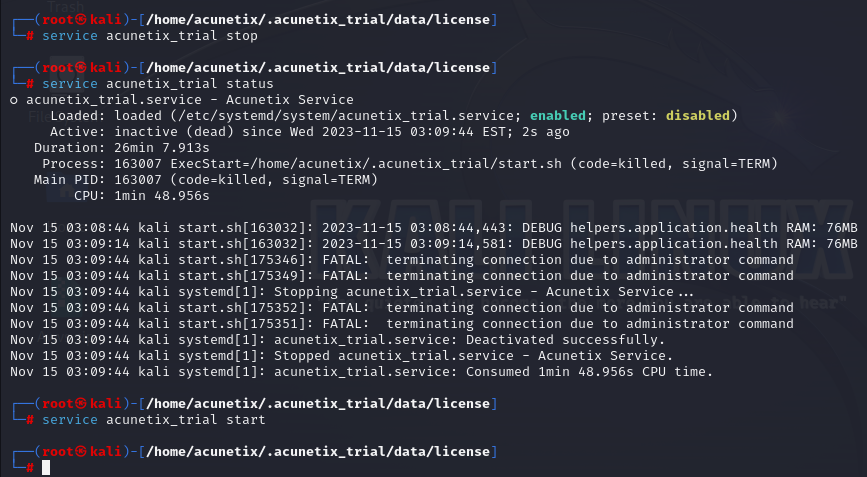 Trash
┌──(root㉿kali)-[/home/acunetix/.acunetix_trial/data/license]
└─# service acunetix_trial stop
┌──(root㉿kali)-[/home/acunetix/.acunetix_trial/data/license]
└─# service acunetix_trial status
○ acunetix_trial.service - Acunetix Service
Loaded: loaded (/etc/systemd/system/acunetix_trial.service; enabled; preset: disabled)
Active: inactive (dead) since Wed 2023-11-15 03:09:44 EST; 2s ago
Duration: 26min 7.913s
Process: 163007 ExecStart=/home/acunetix/.acunetix_trial/start.sh (code=killed, signal=TERM)
Main PID: 163007 (code=killed, signal=TERM)
CPU: 1min 48.956s
Nov 15 03:08:44 kali start.sh[163032]: 2023-11-15 03:08:44,443: DEBUG helpers.application.health RAM: 76MB
Nov 15 03:09:14 kali start.sh[163032]: 2023-11-15 03:09:14,581: DEBUG helpers.application.health RAM: 76MB
Nov 15 03:09:44 kali start.sh[175346]: FATAL:  terminating connection due to administrator command
Nov 15 03:09:44 kali start.sh[175349]: FATAL:  terminating connection due to administrator command
Nov 15 03:09:44 kali systemd[1]: Stopping acunetix_trial.service - Acunetix Service...
Nov 15 03:09:44 kali start.sh[175352]: FATAL:  terminating connection due to administrator command
Nov 15 03:09:44 kali start.sh[175351]: FATAL:  terminating connection due to administrator command
Nov 15 03:09:44 kali systemd[1]: acunetix_trial.service: Deactivated successfully.
Nov 15 03:09:44 kali systemd[1]: Stopped acunetix_trial.service - Acunetix Service.
Nov 15 03:09:44 kali systemd[1]: acunetix_trial.service: Consumed 1min 48.956s CPU time.
┌──(root㉿kali)-[/home/acunetix/.acunetix_trial/data/license]
└─# service acunetix_trial start
┌──(root㉿kali)-[/home/acunetix/.acunetix_trial/data/license]
└─#
KALI LINUX